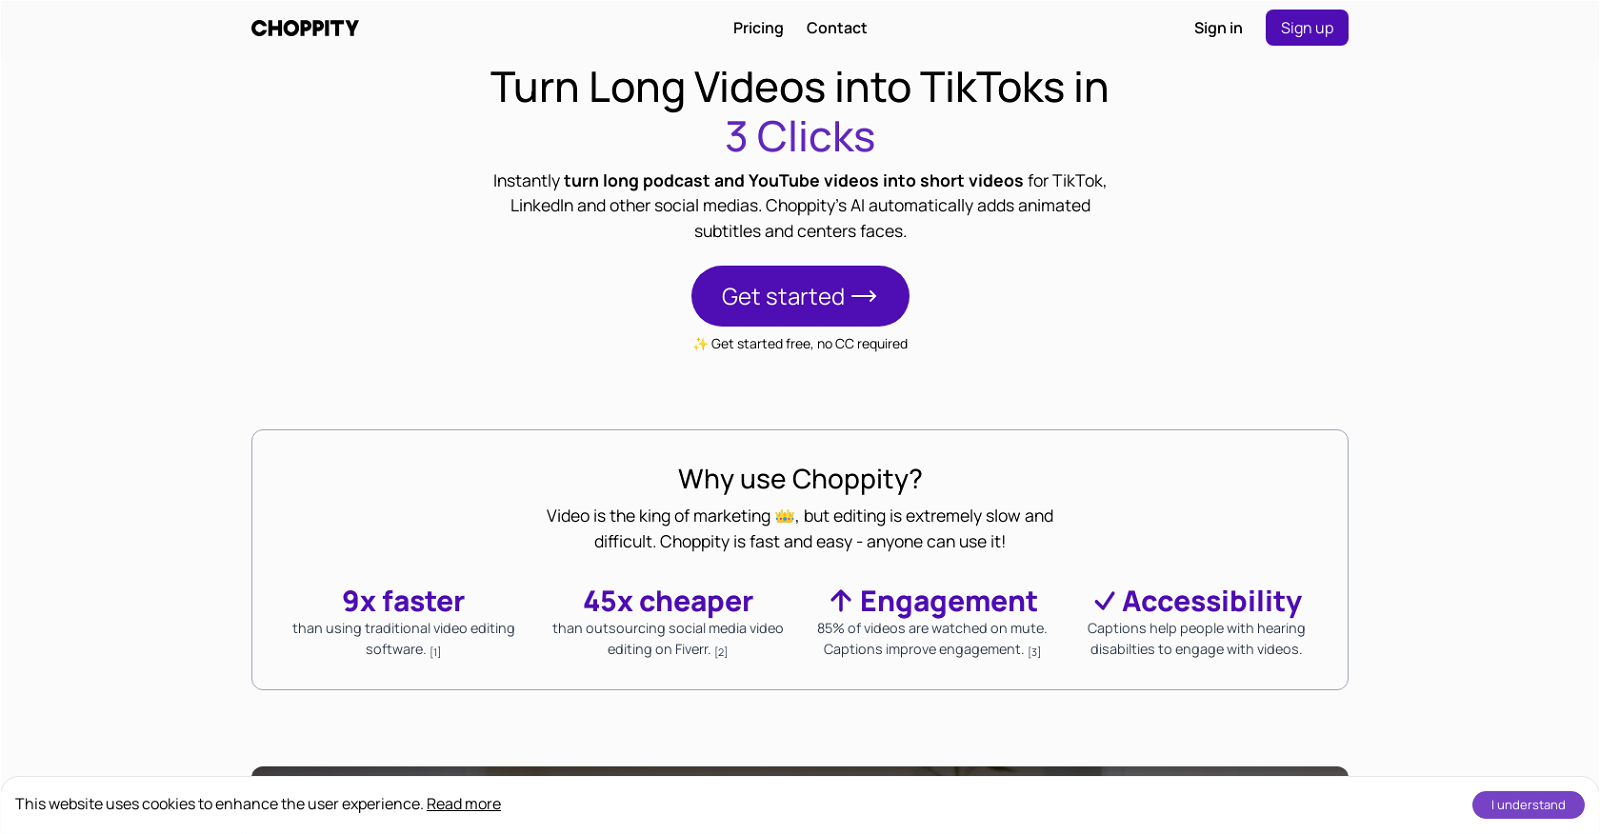 CHOPPITY
Pricing
Contact
Sign in
Sign up
Turn Long Videos into TikToks in
3 Clicks
Instantly turn long podcast and YouTube videos into short videos for TikTok,
LinkedIn and other social medias. Choppity's AI automatically adds animated
subtitles and centers faces.
Get started →
✨ Get started free, no CC required
Why use Choppity?
Video is the king of marketing 👑, but editing is extremely slow and
difficult. Choppity is fast and easy - anyone can use it!
9x faster
than using traditional video editing
software. [1]
45x cheaper
than outsourcing social media video
editing on Fiverr. [2]
↑ Engagement
85% of videos are watched on mute.
Captions improve engagement. [3]
✓ Accessibility
Captions help people with hearing
disabilties to engage with videos.
This website uses cookies to enhance the user experience. Read more
I understand